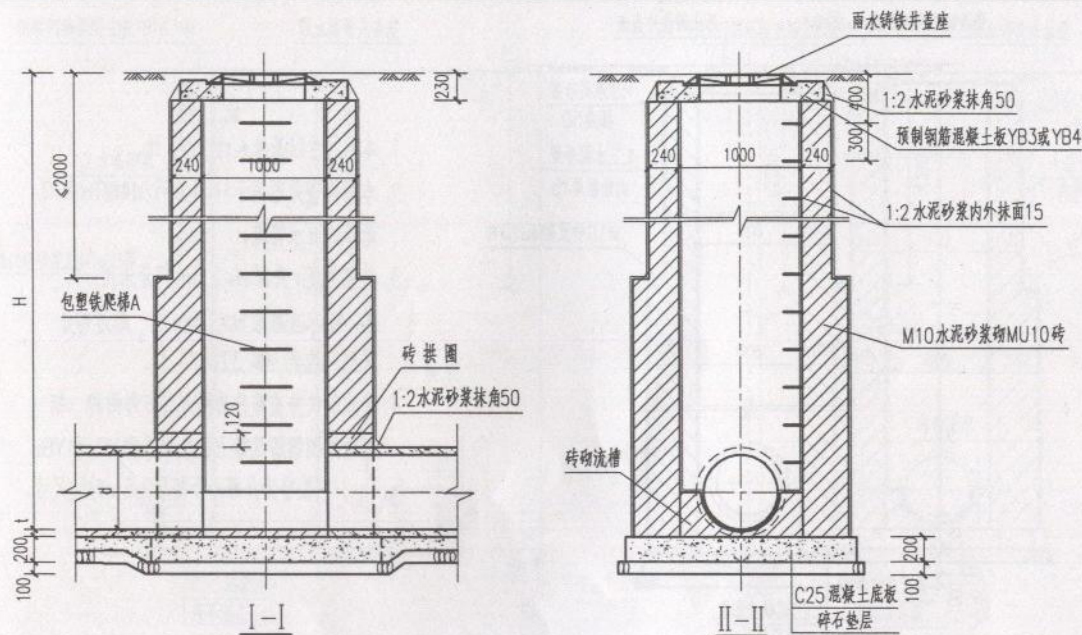 雨水铸铁井盖座
230
200
300
1:2水泥砂浆抹角50
预制钢筋混凝土板YB3或YB4
240
1000
240
240
1000
240
≤2000
1:2水泥砂浆内外抹面15
H
包塑铁爬梯A
砖拱圈
1:2水泥砂浆抹角50
M10水泥砂浆砌MU10砖
120
砖砌流槽
d
t
200
100
200
100
C25混凝土底板
碎石垫层
I-I
II-II